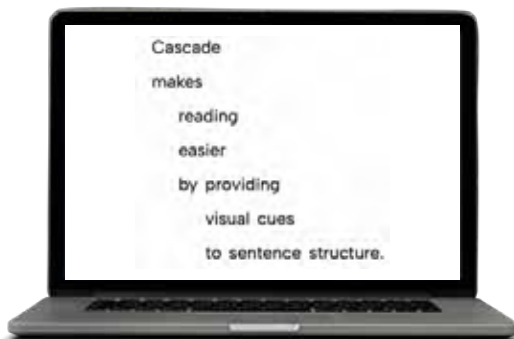 Cascade
makes
reading
easier
by providing
visual cues
to sentence structure.